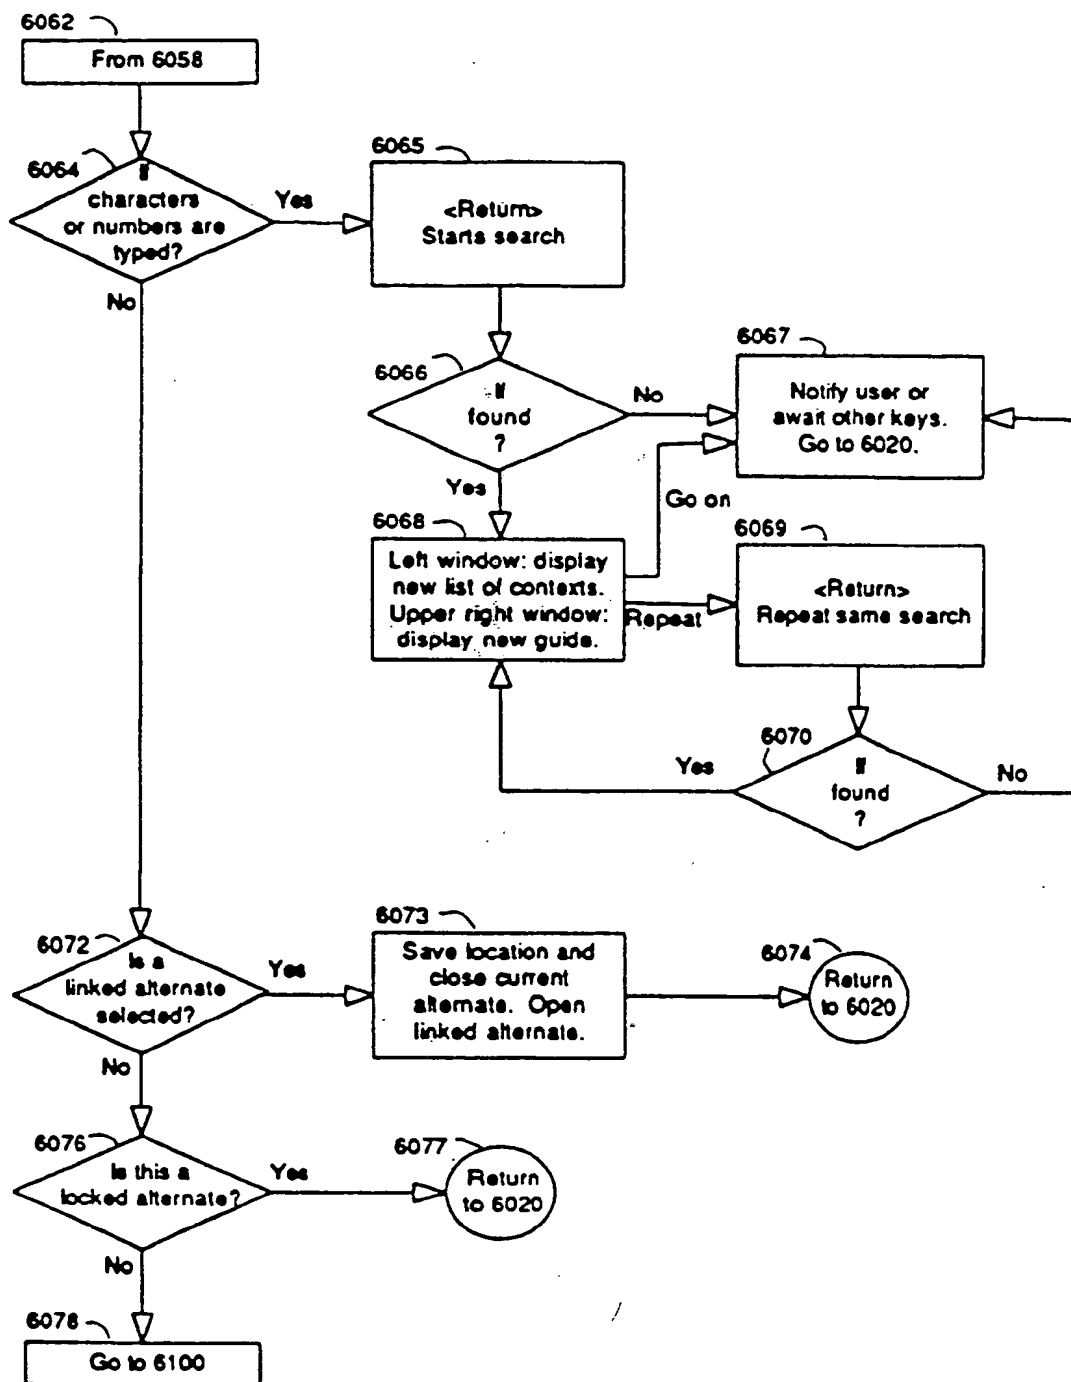 6062
From 6058
6064
If
characters
or numbers are
typed?
Yes
No
6065
<Return>
Starts search
6066
If
found
?
No
Yes
6067
Notify user or
await other keys.
Go to 6020.
Go on
6068
Left window: display
new list of contexts.
Upper right window:
display new guide.
Repeat
6069
<Return>
Repeat same search
6070
If
found
?
Yes
No
6072
Is a
linked alternate
selected?
Yes
No
6073
Save location and
close current
alternate. Open
linked alternate.
6074
Return
to 6020
6076
Is this a
locked alternate?
Yes
No
6077
Return
to 6020
6078
Go to 6100